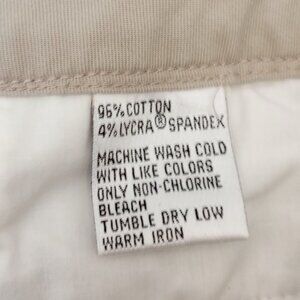 96% COTTON
4% LYCRA® SPANDEX
MACHINE WASH COLD
WITH LIKE COLORS
ONLY NON-CHLORINE
BLEACH
TUMBLE DRY LOW
WARM IRON